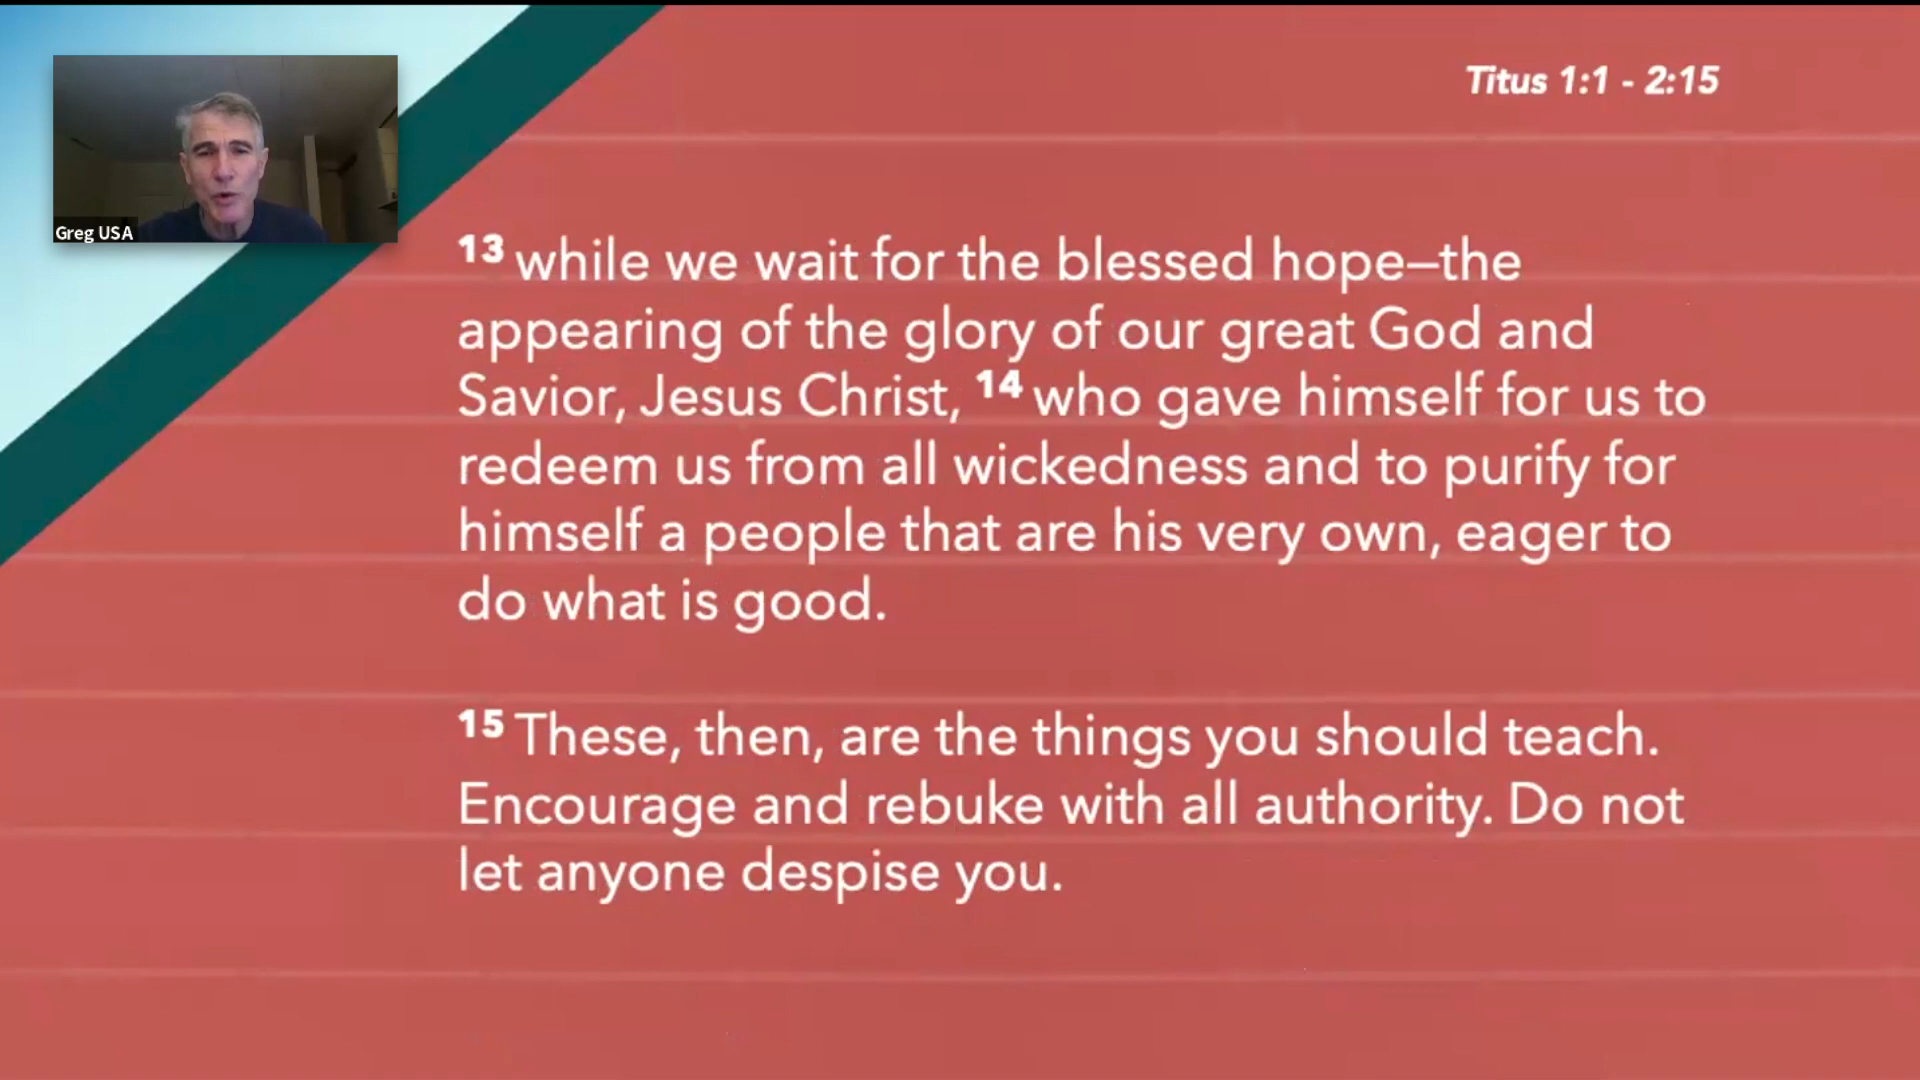 Titus 1:1 - 2:15
Greg USA
13 while we wait for the blessed hope–the
appearing of the glory of our great God and
Savior, Jesus Christ, 14 who gave himself for us to
redeem us from all wickedness and to purify for
himself a people that are his very own, eager to
do what is good.
15 These, then, are the things you should teach.
Encourage and rebuke with all authority. Do not
let anyone despise you.